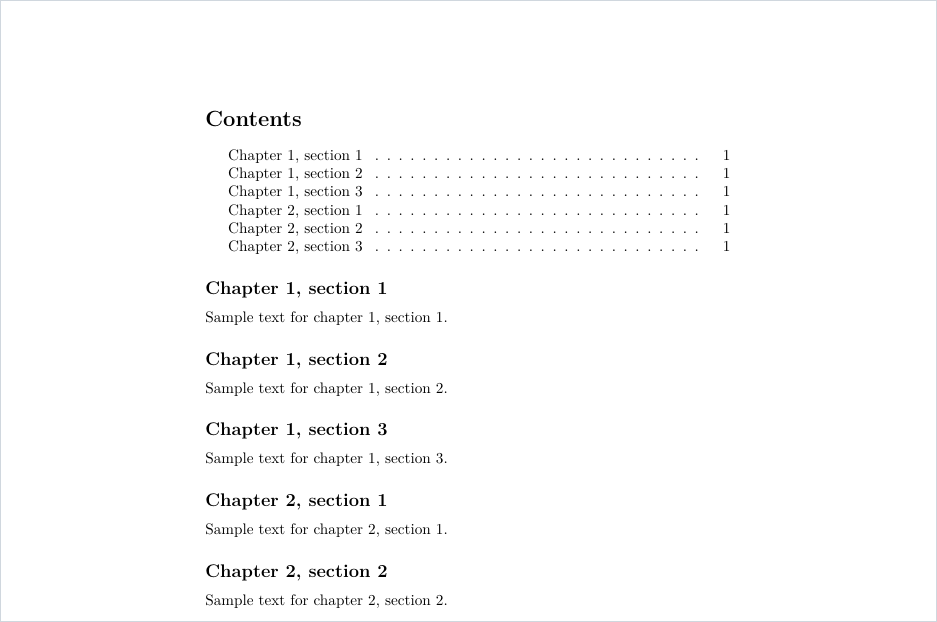 Contents
Chapter 1, section 1 . . . . . . . . . . . . . . . . . . . . . . . . . . . . 1
Chapter 1, section 2 . . . . . . . . . . . . . . . . . . . . . . . . . . . . 1
Chapter 1, section 3 . . . . . . . . . . . . . . . . . . . . . . . . . . . . 1
Chapter 2, section 1 . . . . . . . . . . . . . . . . . . . . . . . . . . . . 1
Chapter 2, section 2 . . . . . . . . . . . . . . . . . . . . . . . . . . . . 1
Chapter 2, section 3 . . . . . . . . . . . . . . . . . . . . . . . . . . . . 1
Chapter 1, section 1
Sample text for chapter 1, section 1.
Chapter 1, section 2
Sample text for chapter 1, section 2.
Chapter 1, section 3
Sample text for chapter 1, section 3.
Chapter 2, section 1
Sample text for chapter 2, section 1.
Chapter 2, section 2
Sample text for chapter 2, section 2.